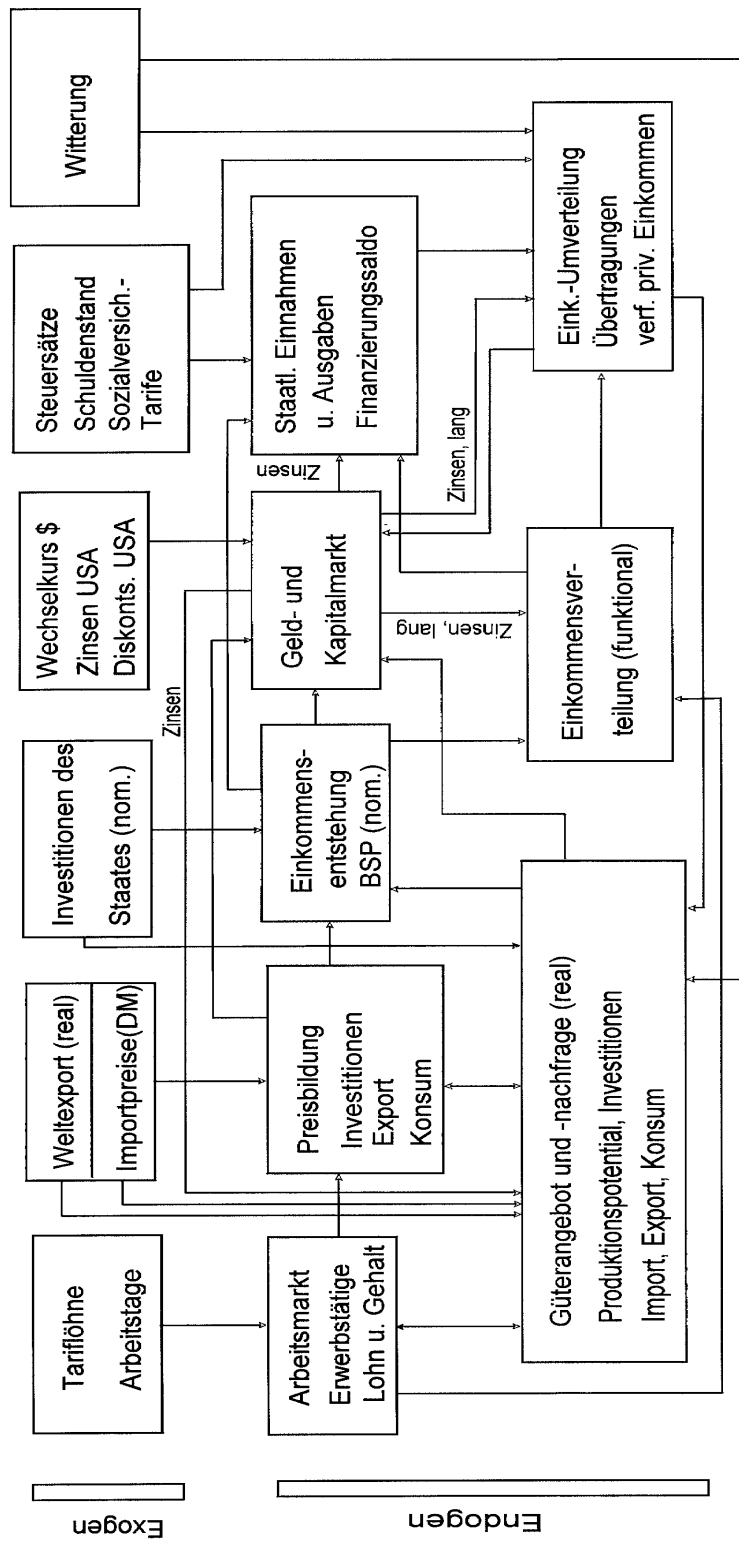 Exogen
Tariflöhne
Arbeitstage
Weltexport (real)
Importpreise(DM)
Investitionen des
Staates (nom.)
Wechselkurs $
Zinsen USA
Diskonts. USA
Steuersätze
Schuldenstand
Sozialversich.-
Tarife
Witterung
Zinsen
Endogen
Arbeitsmarkt
Erwerbstätige
Lohn u. Gehalt
Preisbildung
Investitionen
Export
Konsum
Einkommens-
entstehung
BSP (nom.)
Geld- und
Kapitalmarkt
Zinsen
Staatl. Einnahmen
u. Ausgaben
Finanzierungssaldo
Zinsen, lang
Zinsen, lang
Güterangebot und -nachfrage (real)
Produktionspotential, Investitionen
Import, Export, Konsum
Einkommensver-
teilung (funktional)
Eink.-Umverteilung
Übertragungen
verf. priv. Einkommen